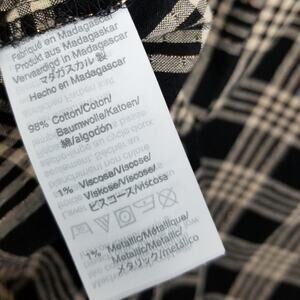 Fabriqué en Madagascar
Produkt aus Madagascar
Vervaardigd in Madagascar
マダガスカル 製
Hecho en Madagascar
98% Cotton/Coton/
Baumwolle/Katoen/
綿/algodón
1% Viscose/Viscose/
Viskose/Viscose/
ビスコース/viscosa
1% Metallic/Métallique/
Metallic/Metallic/
メタリック/metálico